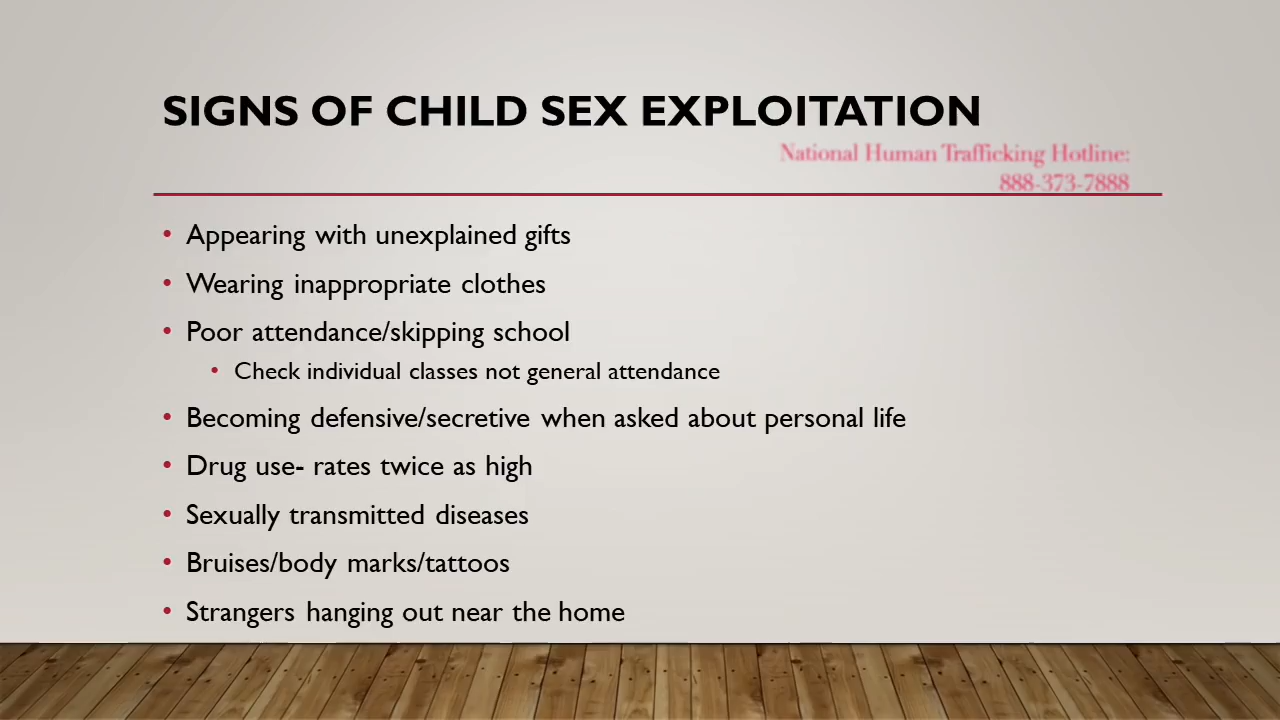 SIGNS OF CHILD SEX EXPLOITATION
National Human Trafficking Hotline:
888-373-7888
• Appearing with unexplained gifts
• Wearing inappropriate clothes
• Poor attendance/skipping school
• Check individual classes not general attendance
• Becoming defensive/secretive when asked about personal life
• Drug use- rates twice as high
• Sexually transmitted diseases
• Bruises/body marks/tattoos
• Strangers hanging out near the home